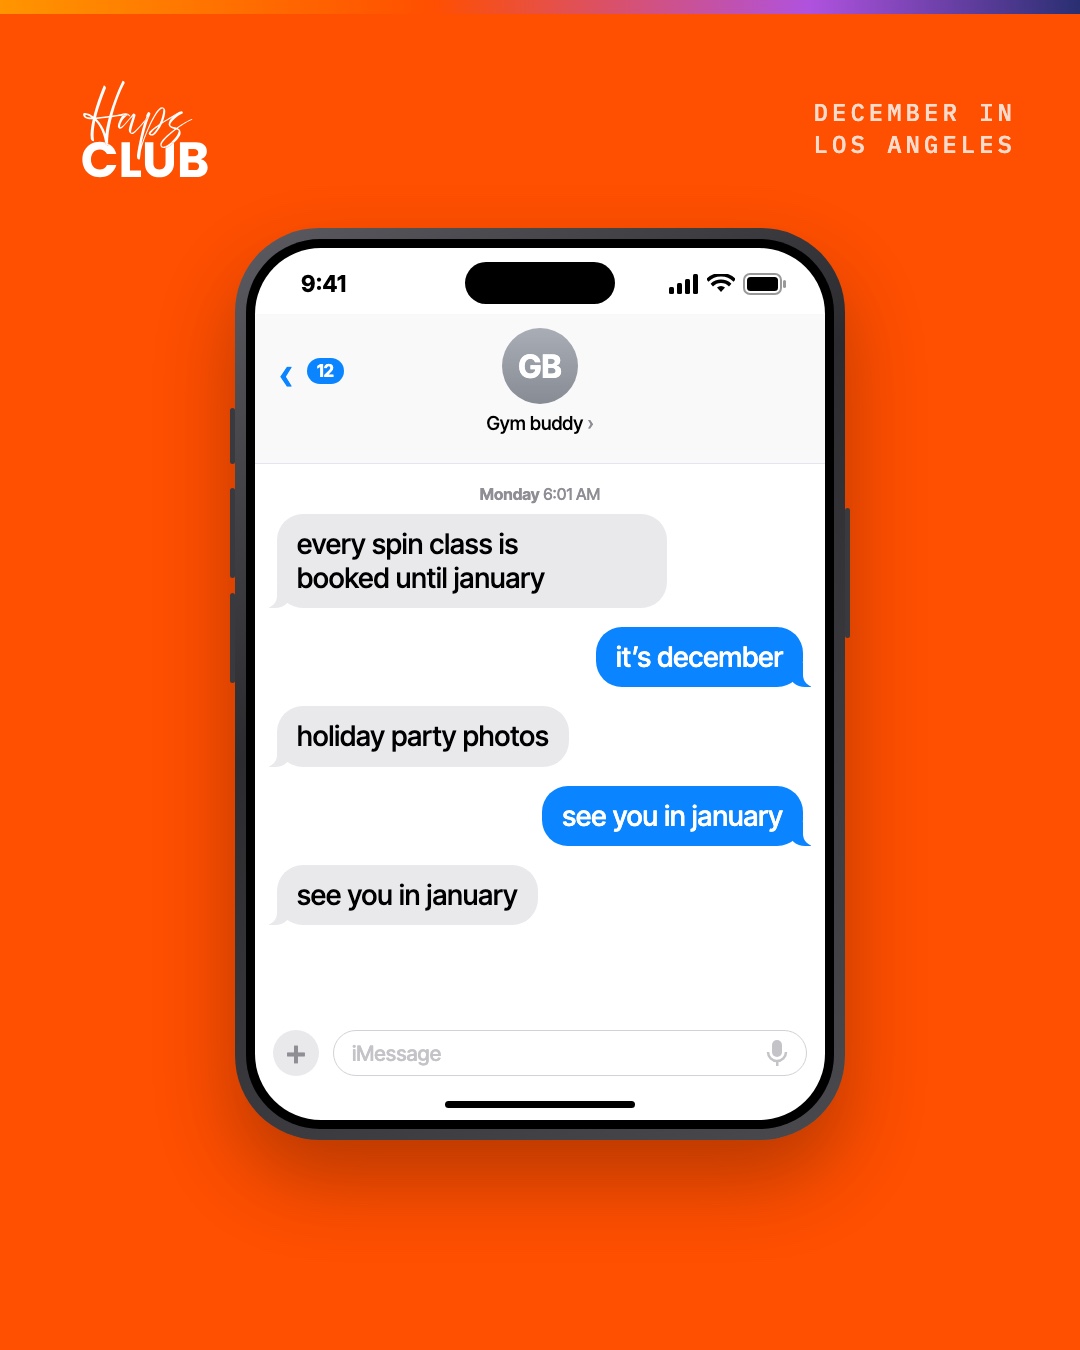 Haps
CLUB
DECEMBER IN
LOS ANGELES
9:41
12
GB
Gym buddy ›
Monday 6:01 AM
every spin class is
booked until january
it’s december
holiday party photos
see you in january
see you in january
iMessage